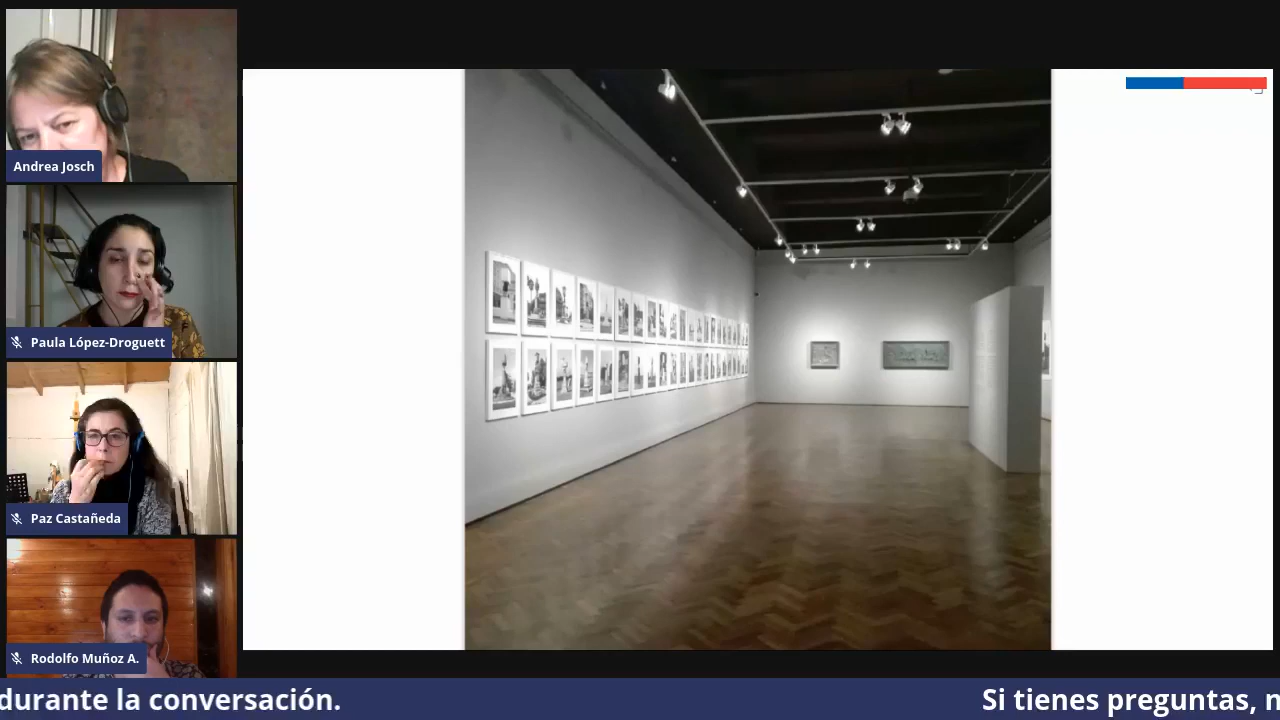 Andrea Josch
Paula López-Droguett
Paz Castañeda
Rodolfo Muñoz A.
durante la conversación.
Si tienes preguntas,